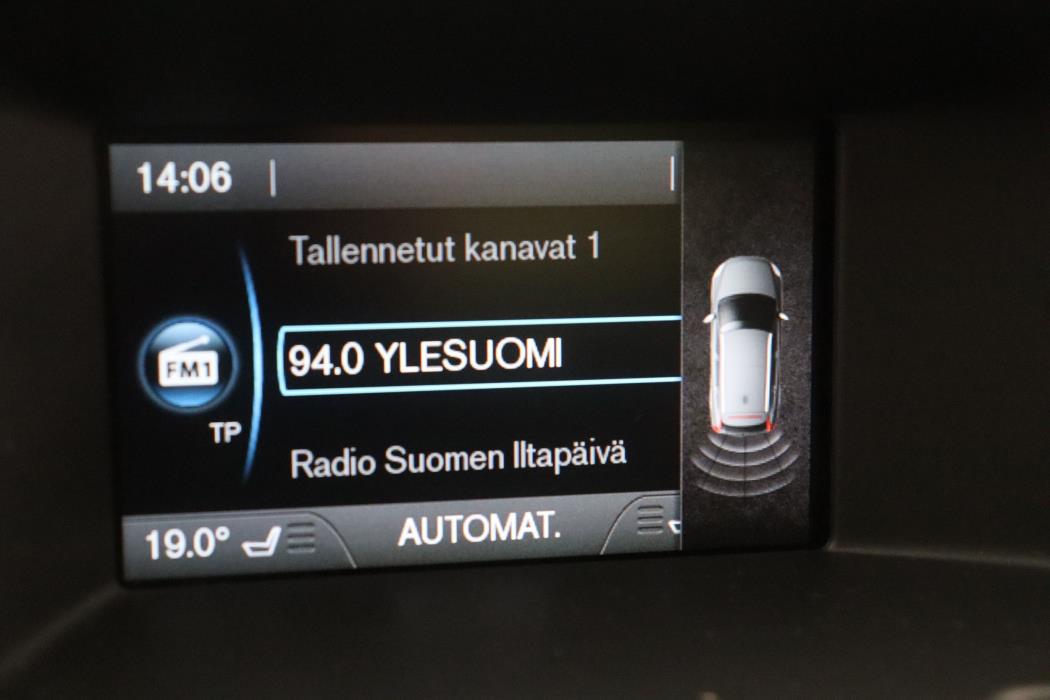 14:06
Tallennetut kanavat 1
FM1
94.0 YLESUOMI
TP
Radio Suomen Iltapäivä
19.0°
AUTOMAT.